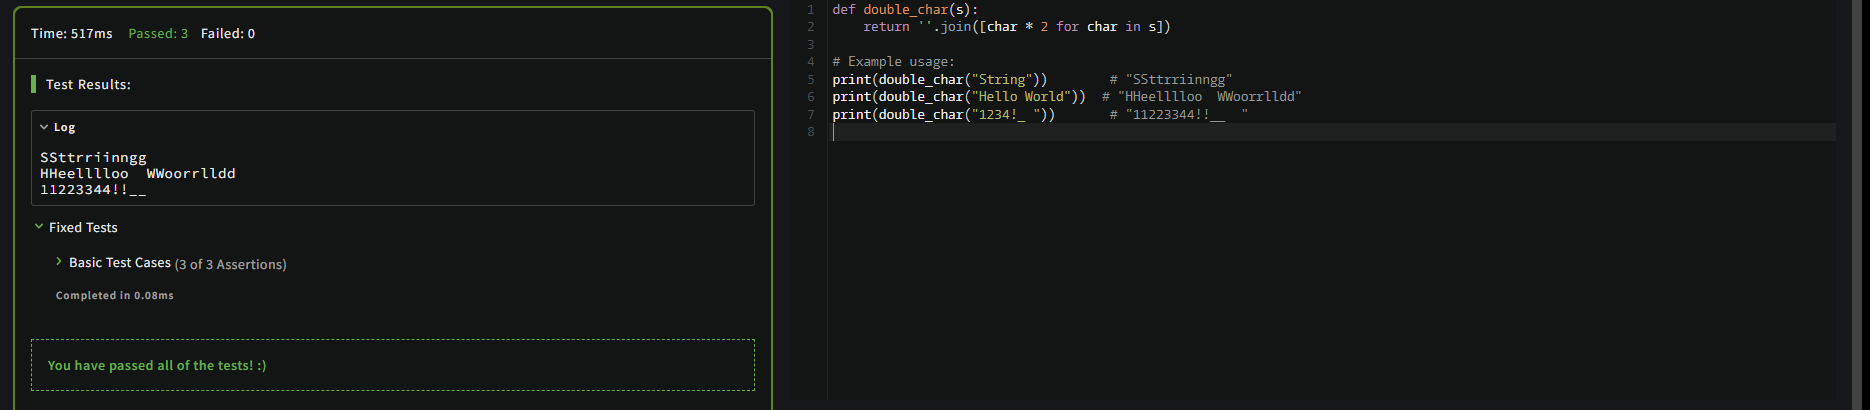 Time: 517ms Passed: 3 Failed: 0
Test Results:
Log
SSttrriinngg
HHeelllloo  WWoorrlldd
11223344!!__
Fixed Tests
Basic Test Cases (3 of 3 Assertions)
Completed in 0.08ms
You have passed all of the tests! :)
1 def double_char(s):
2     return ''.join([char * 2 for char in s])
3
4 # Example usage:
5 print(double_char("String"))        # "SSttrriinngg"
6 print(double_char("Hello World"))  # "HHeelllloo  WWoorrlldd"
7 print(double_char("1234!_ "))       # "11223344!!__  "
8